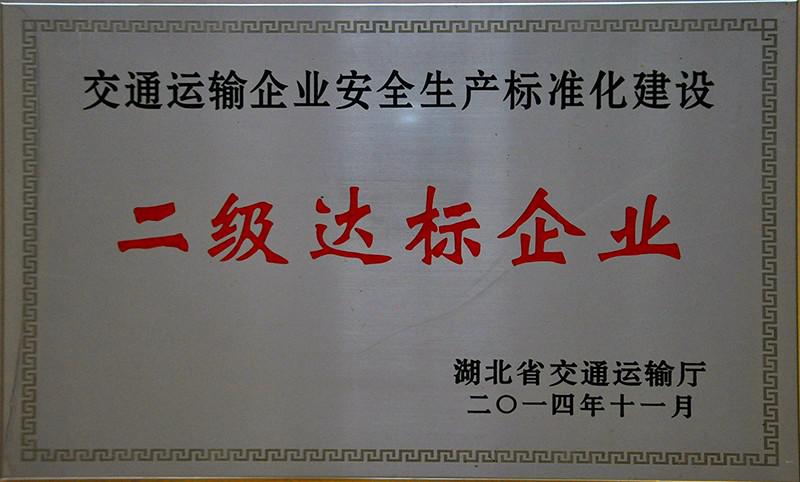 交通运输企业安全生产标准化建设
二级达标企业
湖北省交通运输厅
二〇一四年十一月